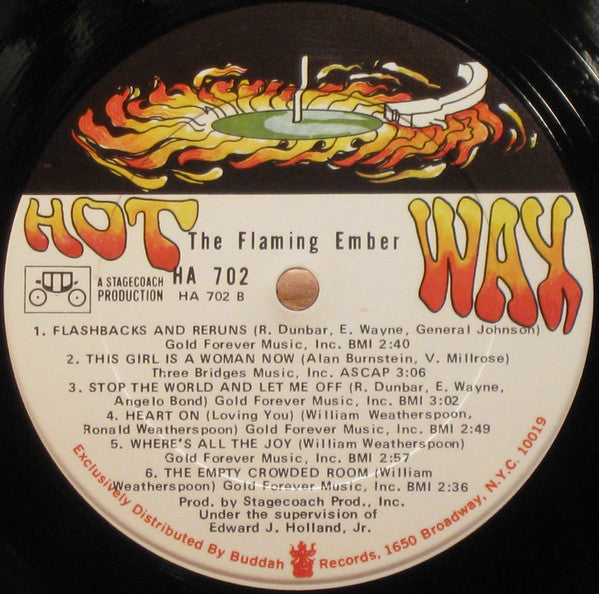 HOT
WAX
The Flaming Ember
A STAGECOACH
PRODUCTION
HA 702
HA 702 B
1. FLASHBACKS AND RERUNS (R. Dunbar, E. Wayne, General Johnson)
Gold Forever Music, Inc. BMI 2:40
2. THIS GIRL IS A WOMAN NOW (Alan Burnstein, V. Millrose)
Three Bridges Music, Inc. ASCAP 3:06
3. STOP THE WORLD AND LET ME OFF (R. Dunbar, E. Wayne,
Angelo Bond) Gold Forever Music, Inc. BMI 3:02
4. HEART ON (Loving You) (William Weatherspoon,
Ronald Weatherspoon) Gold Forever Music, Inc. BMI 2:49
5. WHERE'S ALL THE JOY (William Weatherspoon)
Gold Forever Music, Inc. BMI 2:57
6. THE EMPTY CROWDED ROOM (William
Weatherspoon) Gold Forever Music, Inc. BMI 2:36
Prod. by Stagecoach Prod., Inc.
Under the supervision of
Edward J. Holland, Jr.
Exclusively Distributed By Buddah Records, 1650 Broadway, N.Y.C. 10019